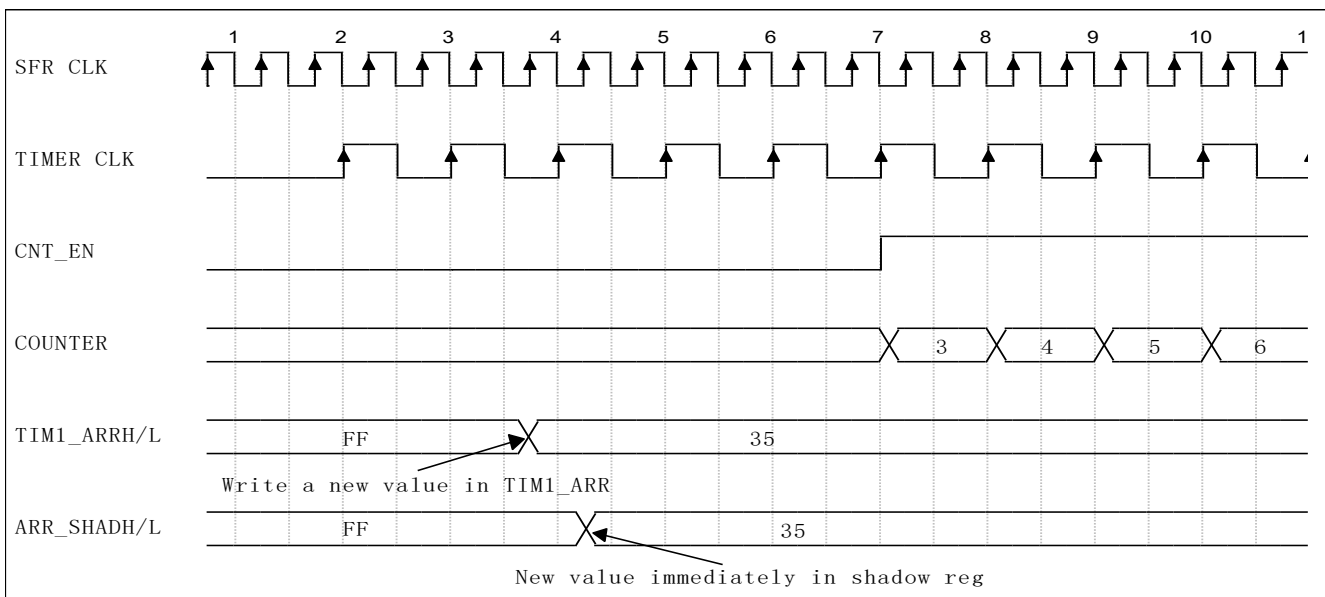 1 2 3 4 5 6 7 8 9 10 1
SFR CLK
TIMER CLK
CNT_EN
COUNTER 3 4 5 6
TIM1_ARRH/L FF 35
Write a new value in TIM1_ARR
ARR_SHADH/L FF 35
New value immediately in shadow reg